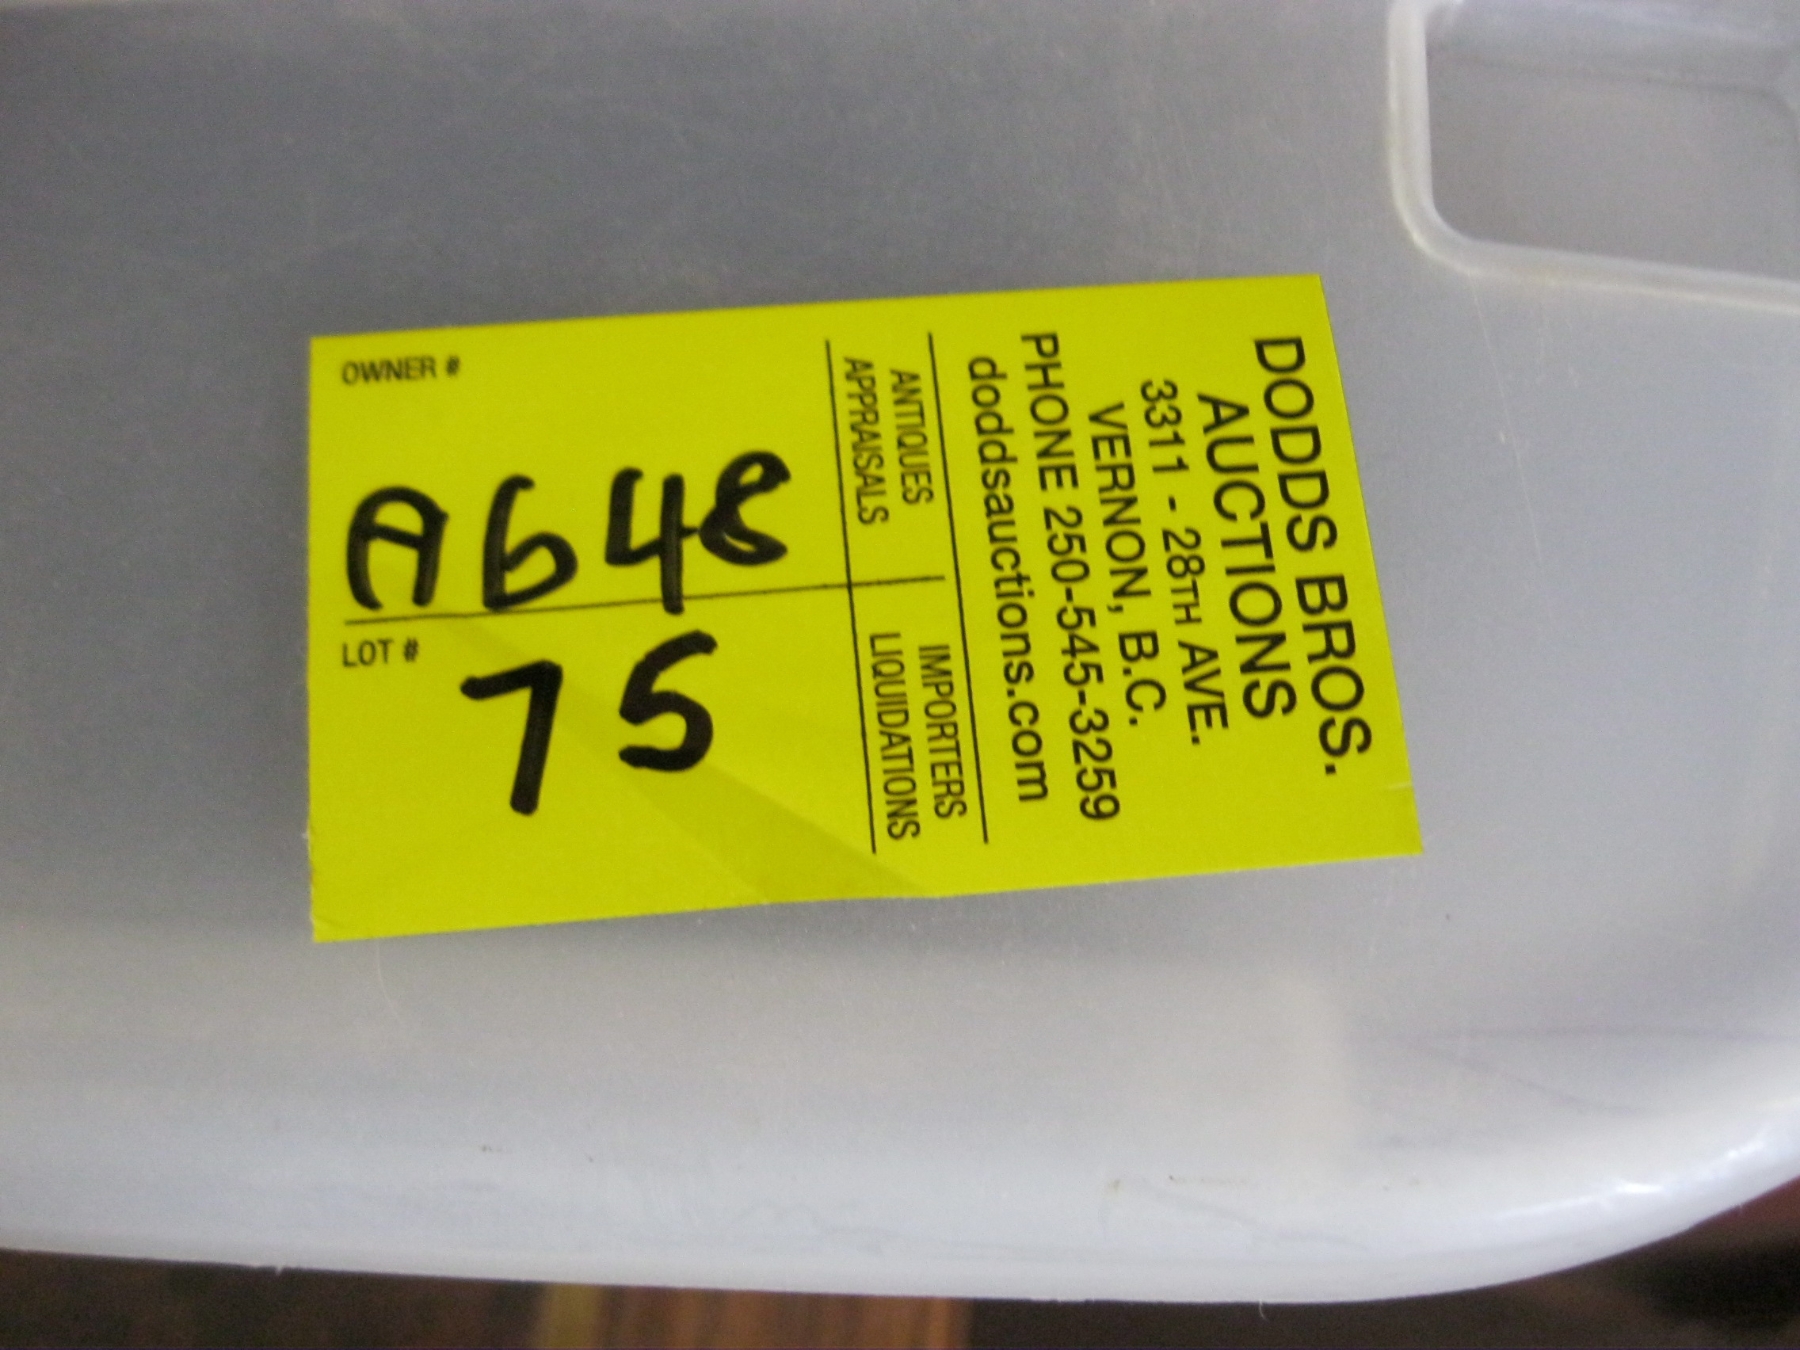 DODDS BROS.
AUCTIONS
3311 - 28TH AVE.
VERNON, B.C.
PHONE 250-545-3259
doddsauctions.com
ANTIQUES
APPRAISALS
IMPORTERS
LIQUIDATIONS
OWNER #
A648
LOT #
75